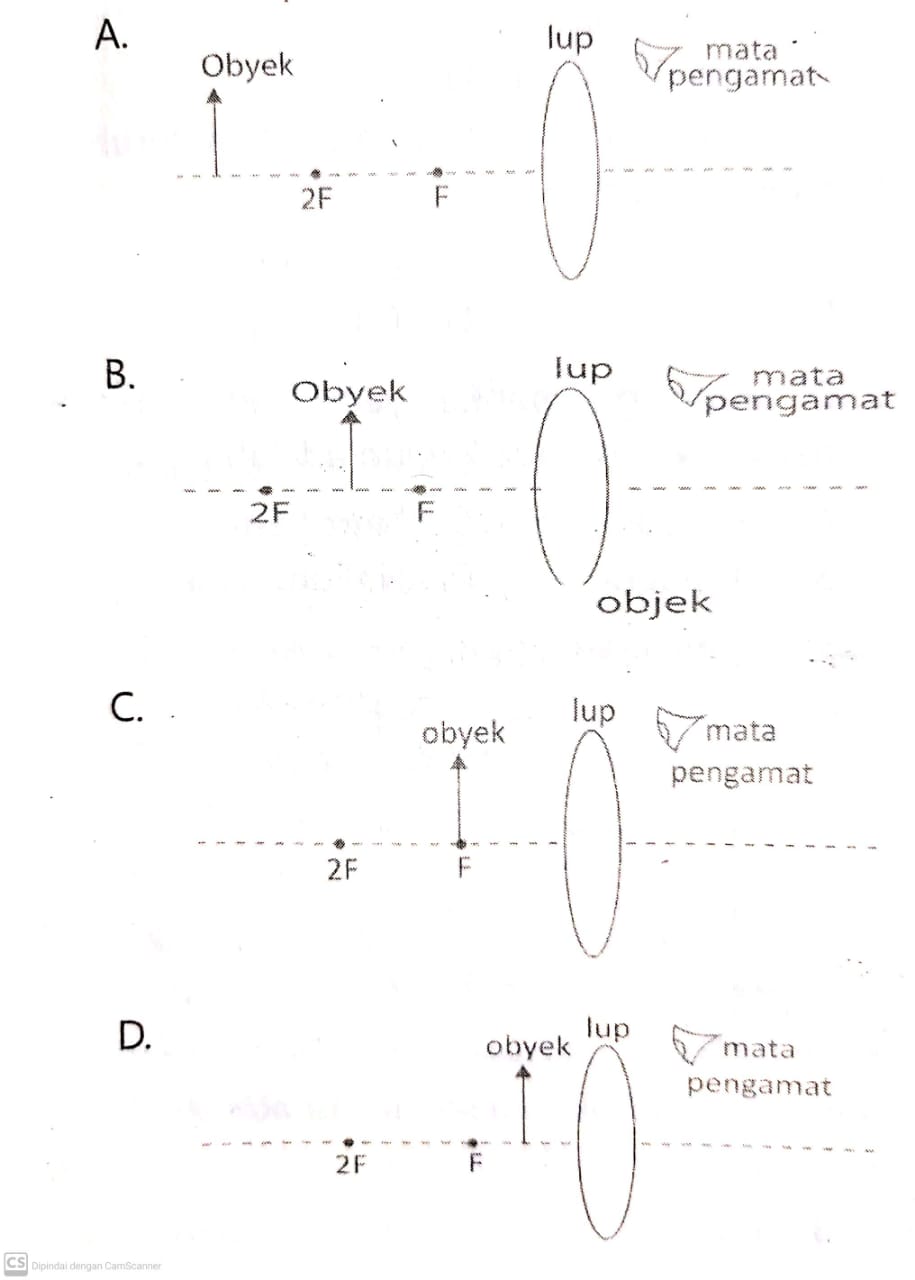 A.
Obyek
lup
mata
pengamat
2F
F
B.
Obyek
lup
mata
pengamat
2F
F
objek
C.
obyek
lup
mata
pengamat
2F
F
D.
obyek
lup
mata
pengamat
2F
F
CS Dipindai dengan CamScanner